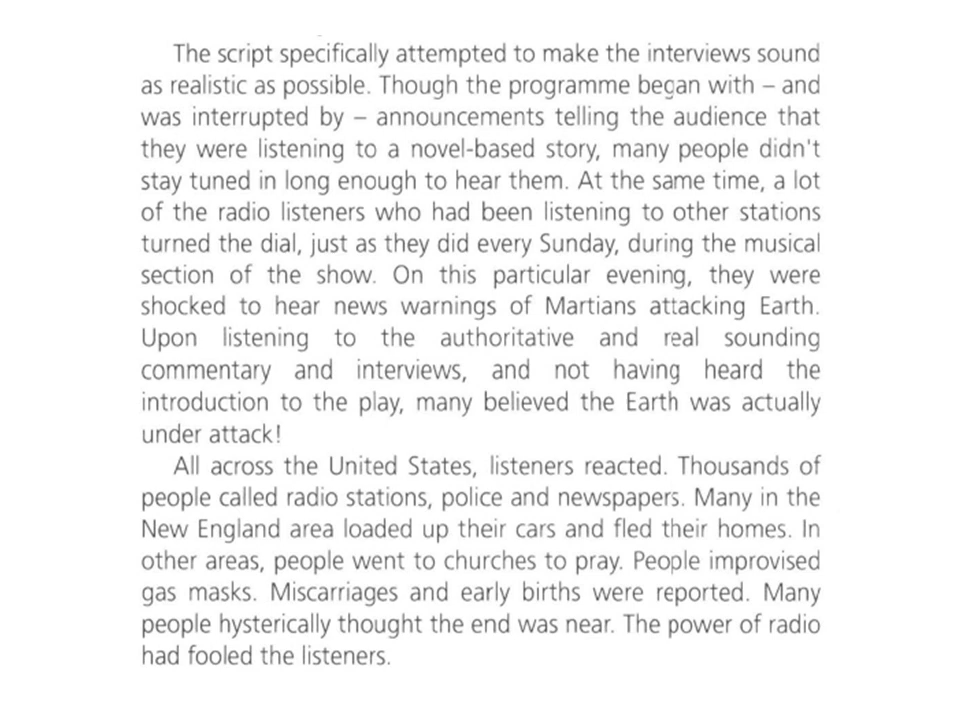 The script specifically attempted to make the interviews sound
as realistic as possible. Though the programme began with – and
was interrupted by – announcements telling the audience that
they were listening to a novel-based story, many people didn't
stay tuned in long enough to hear them. At the same time, a lot
of the radio listeners who had been listening to other stations
turned the dial, just as they did every Sunday, during the musical
section of the show. On this particular evening, they were
shocked to hear news warnings of Martians attacking Earth.
Upon listening to the authoritative and real sounding
commentary and interviews, and not having heard the
introduction to the play, many believed the Earth was actually
under attack!
All across the United States, listeners reacted. Thousands of
people called radio stations, police and newspapers. Many in the
New England area loaded up their cars and fled their homes. In
other areas, people went to churches to pray. People improvised
gas masks. Miscarriages and early births were reported. Many
people hysterically thought the end was near. The power of radio
had fooled the listeners.